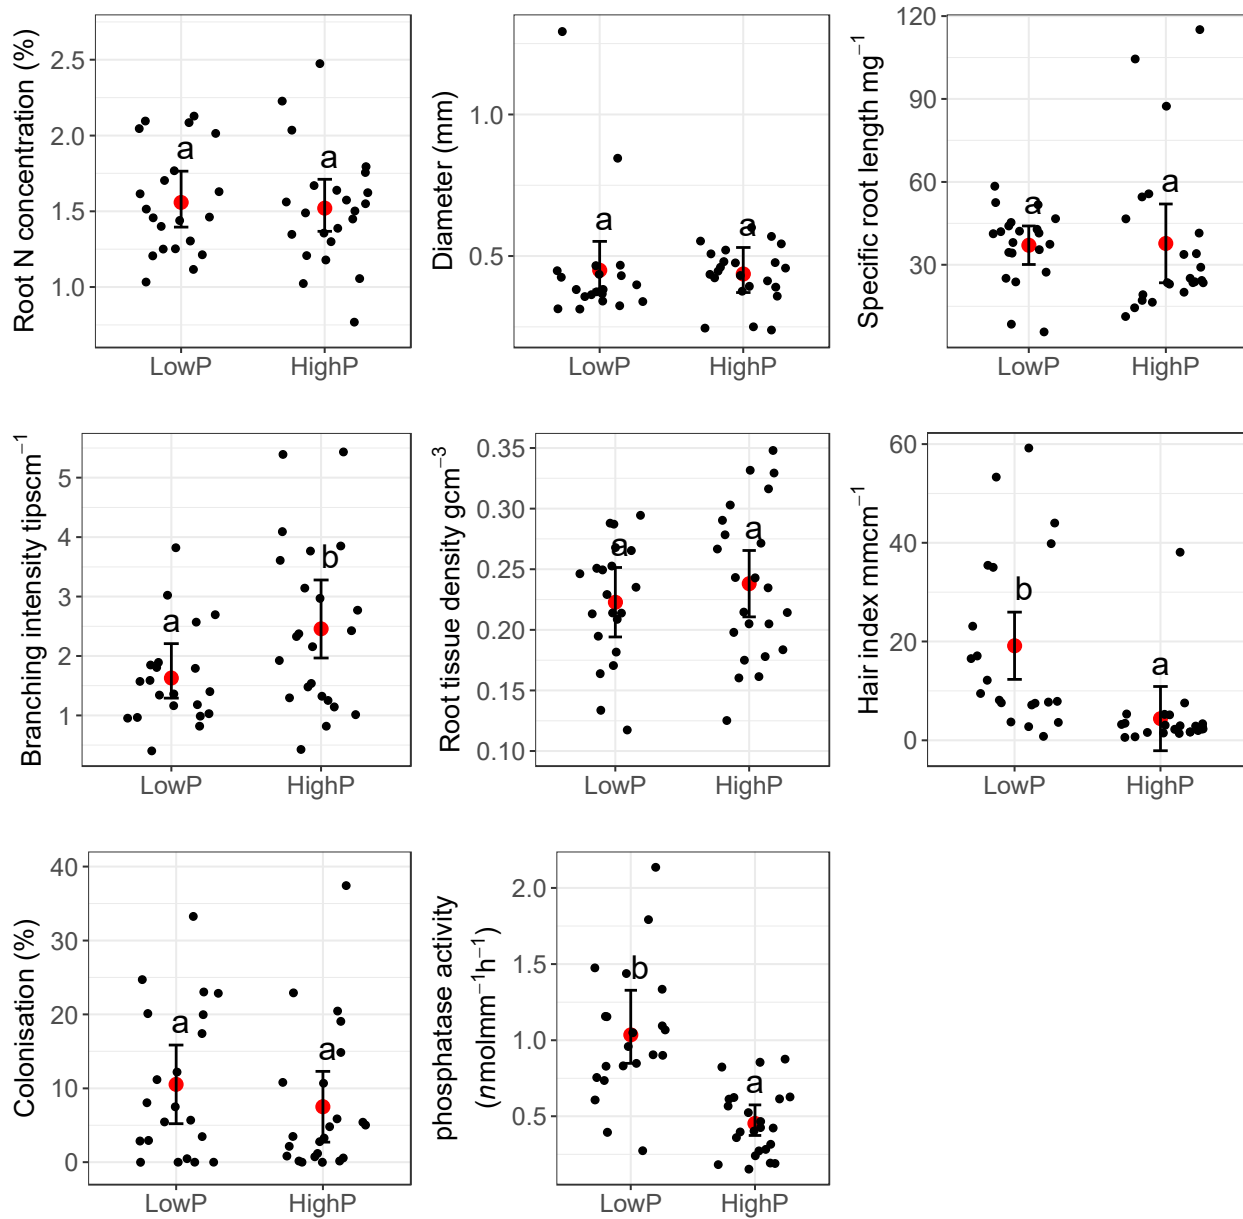 Root N concentration (%)
2.5
2.0
1.5
1.0
a
a
LowP
HighP
Diameter (mm)
1.0
0.5
a
a
LowP
HighP
Specific root length mg⁻¹
120
90
60
30
a
a
LowP
HighP
Branching intensity tipscm⁻¹
5
4
3
2
1
a
b
LowP
HighP
Root tissue density gcm⁻³
0.35
0.30
0.25
0.20
0.15
0.10
a
a
LowP
HighP
Hair index mmcm⁻¹
60
40
20
0
b
a
LowP
HighP
Colonisation (%)
40
30
20
10
0
a
a
LowP
HighP
phosphatase activity
(nmolmm⁻¹h⁻¹)
2.0
1.5
1.0
0.5
b
a
LowP
HighP